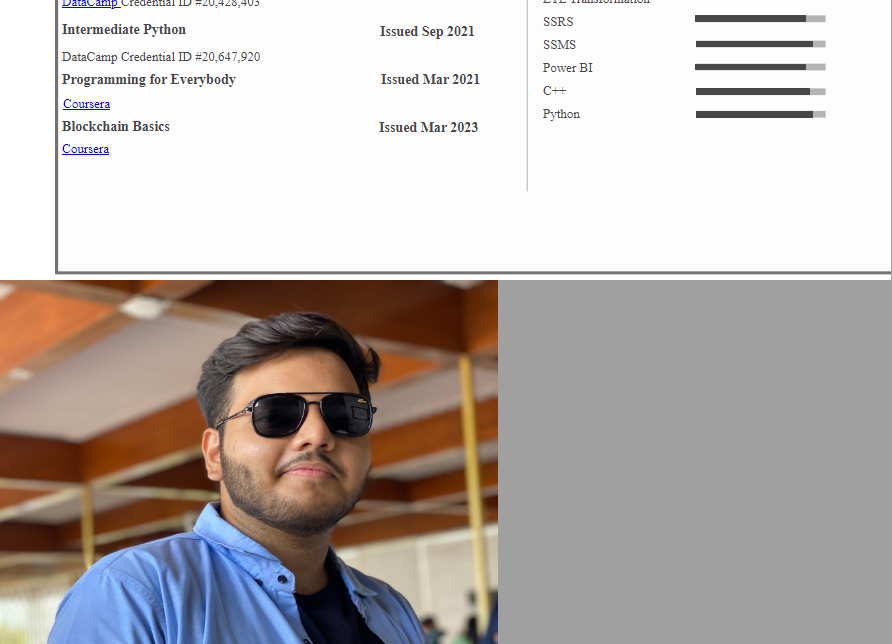 DataCamp Credential ID #20,428,403
Intermediate Python Issued Sep 2021
DataCamp Credential ID #20,647,920
Programming for Everybody Issued Mar 2021
Coursera
Blockchain Basics Issued Mar 2023
Coursera
ETL Transformation
SSRS
SSMS
Power BI
C++
Python